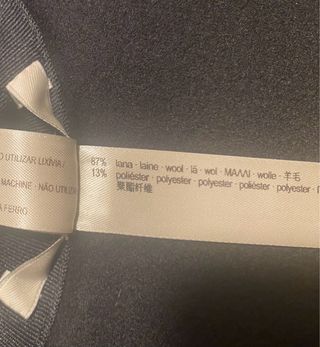 O UTILIZAR LIXÍVIA /
MACHINE · NÃO UTILIZ
A FERRO
87% lana · laine · wool · lã · wol · ΜΑΛΛΙ · wolle · 羊毛
13% poliéster · polyester · polyester · poliéster · polyester ·
聚酯纤维